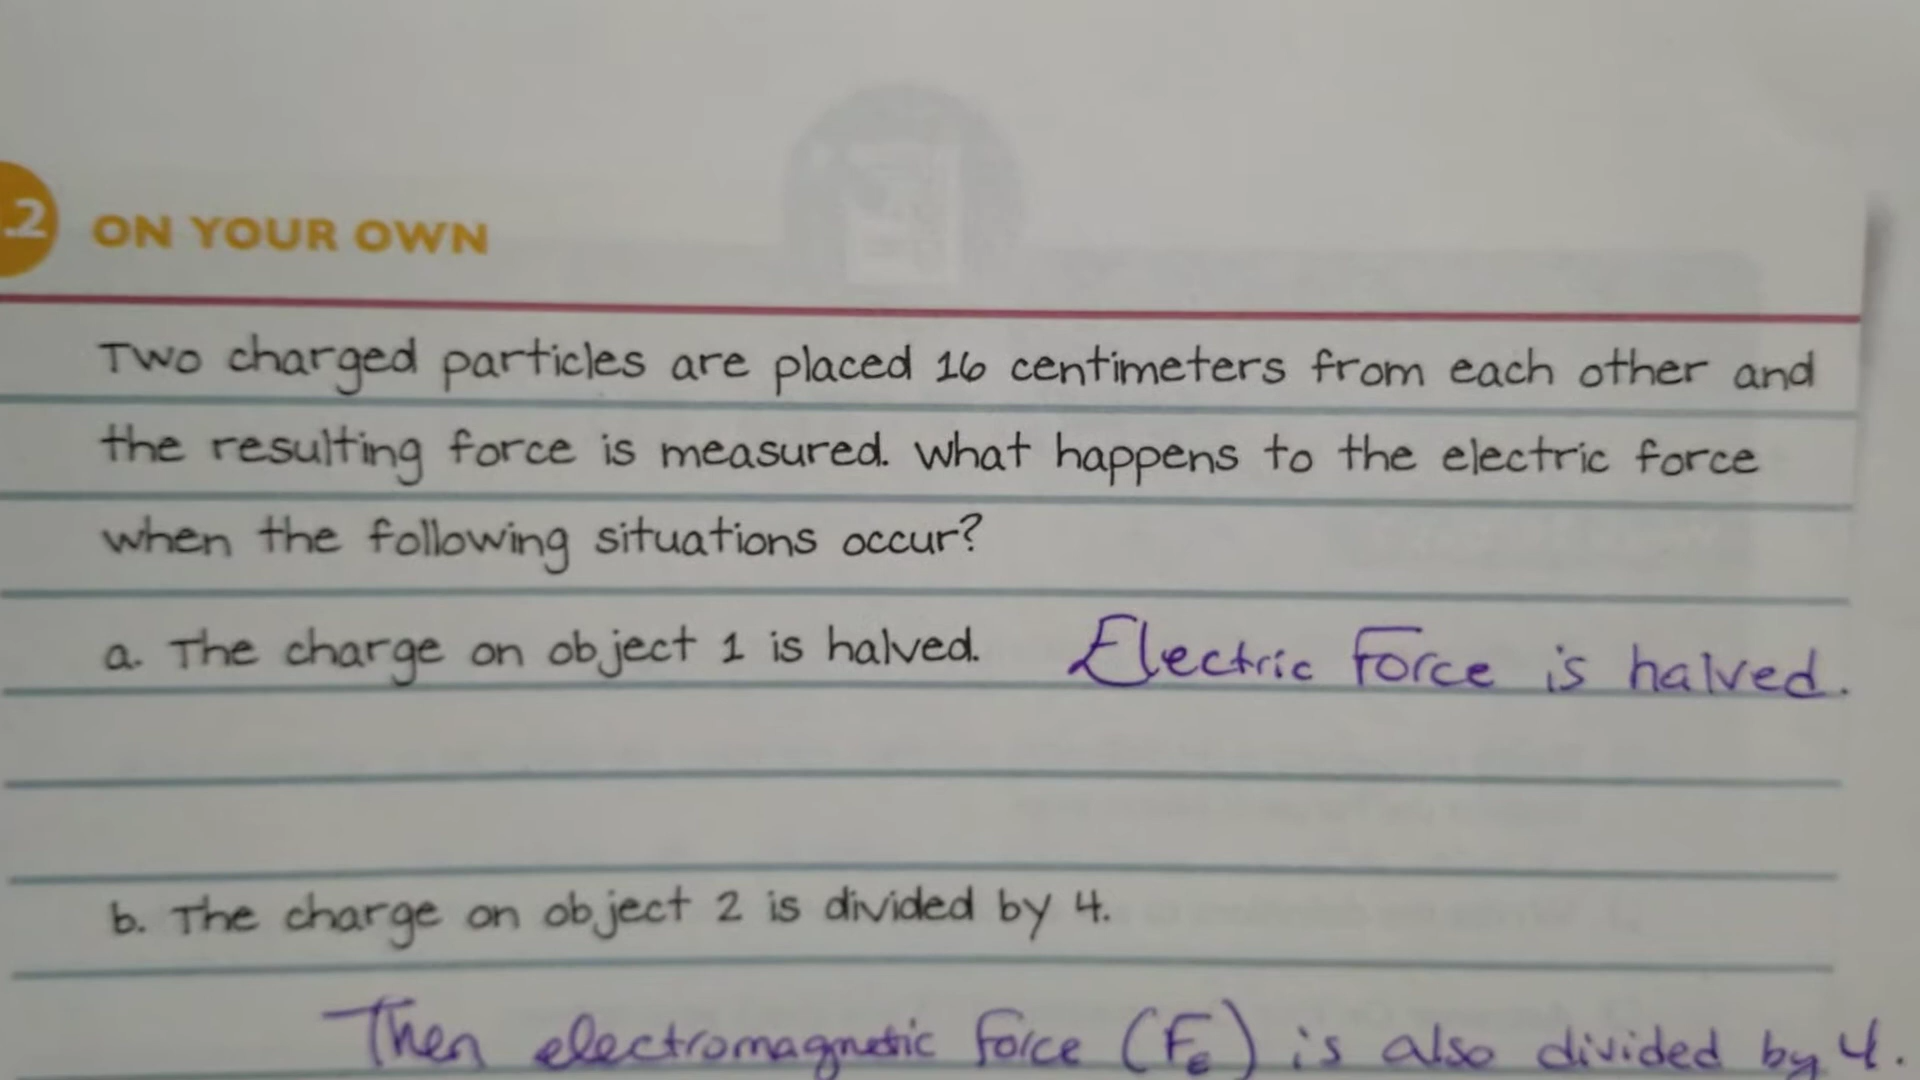 .2 ON YOUR OWN
Two charged particles are placed 16 centimeters from each other and
the resulting force is measured. what happens to the electric force
when the following situations occur?
a. The charge on object 1 is halved. Electric Force is halved.
b. The charge on object 2 is divided by 4.
Then electromagnetic force (Fe) is also divided by 4.